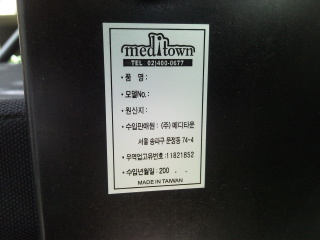 meditown
TEL 02)400-0677
· 품 명 :
· 모델No. :
· 원산지 :
· 수입판매원 : (주) 메디타운
서울 송파구 문정동 74-4
· 무역업고유번호 : 11821852
· 수입년월일 : 200 . .
MADE IN TAIWAN